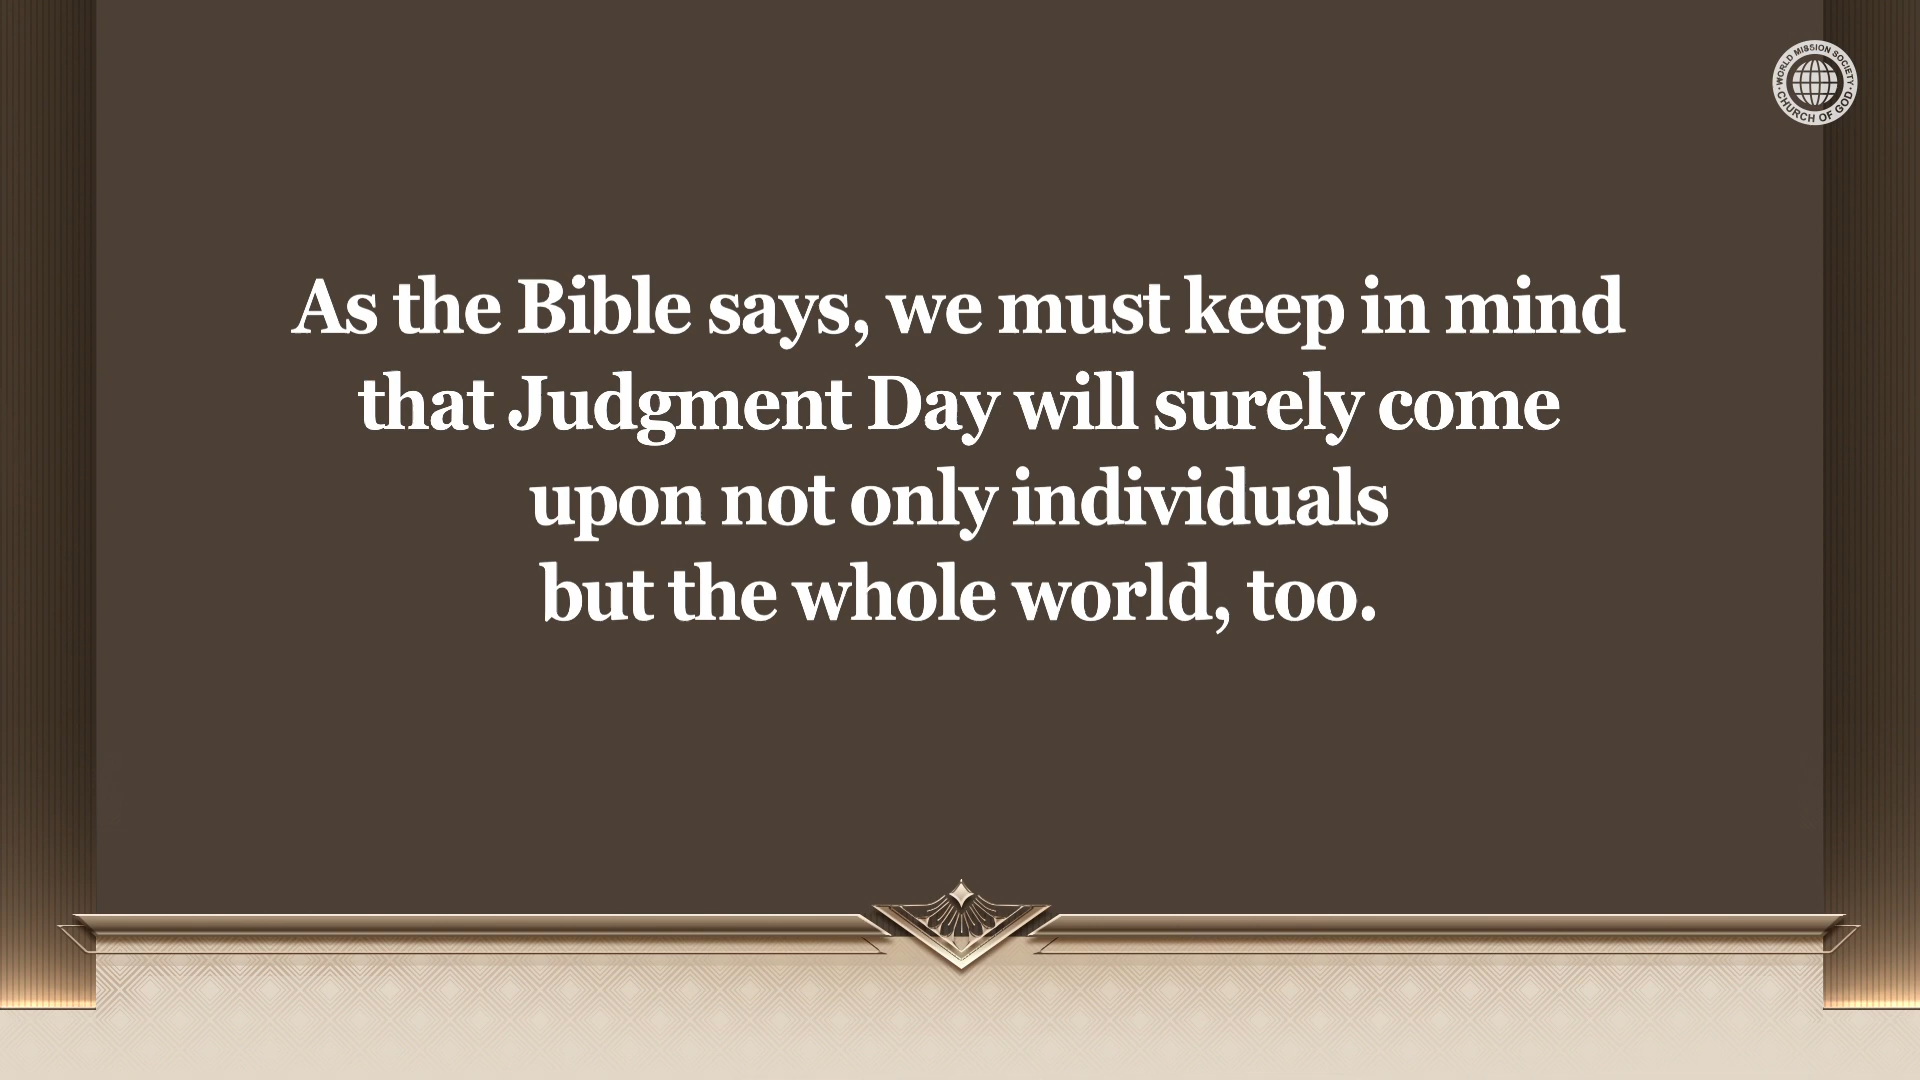 WORLD MISSION SOCIETY
CHURCH OF GOD
As the Bible says, we must keep in mind
that Judgment Day will surely come
upon not only individuals
but the whole world, too.